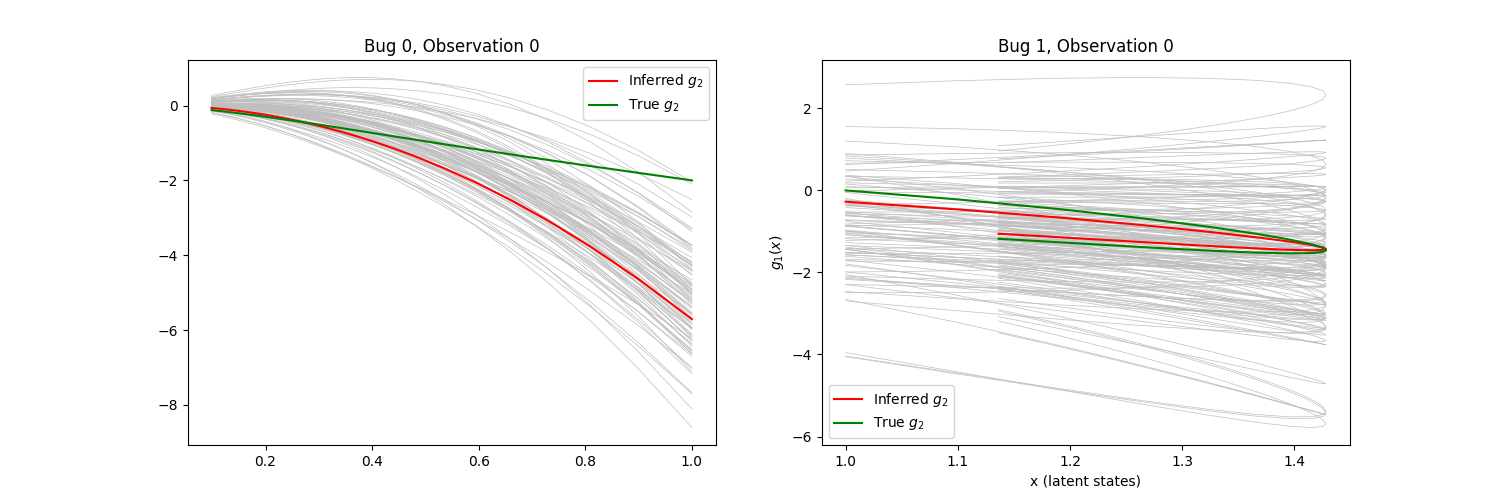 Bug 0, Observation 0
Inferred g₂
True g₂
0
−2
−4
−6
−8
0.2 0.4 0.6 0.8 1.0
Bug 1, Observation 0
g₁(x)
2
0
−2
−4
−6
Inferred g₂
True g₂
1.0 1.1 1.2 1.3 1.4
x (latent states)